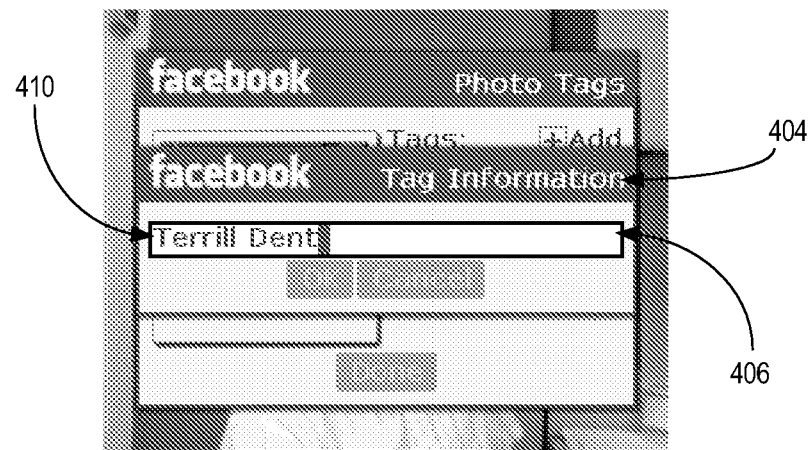 facebook Photo Tags
410
Tags: +Add
404
facebook Tag Information
Terrill Dent
406